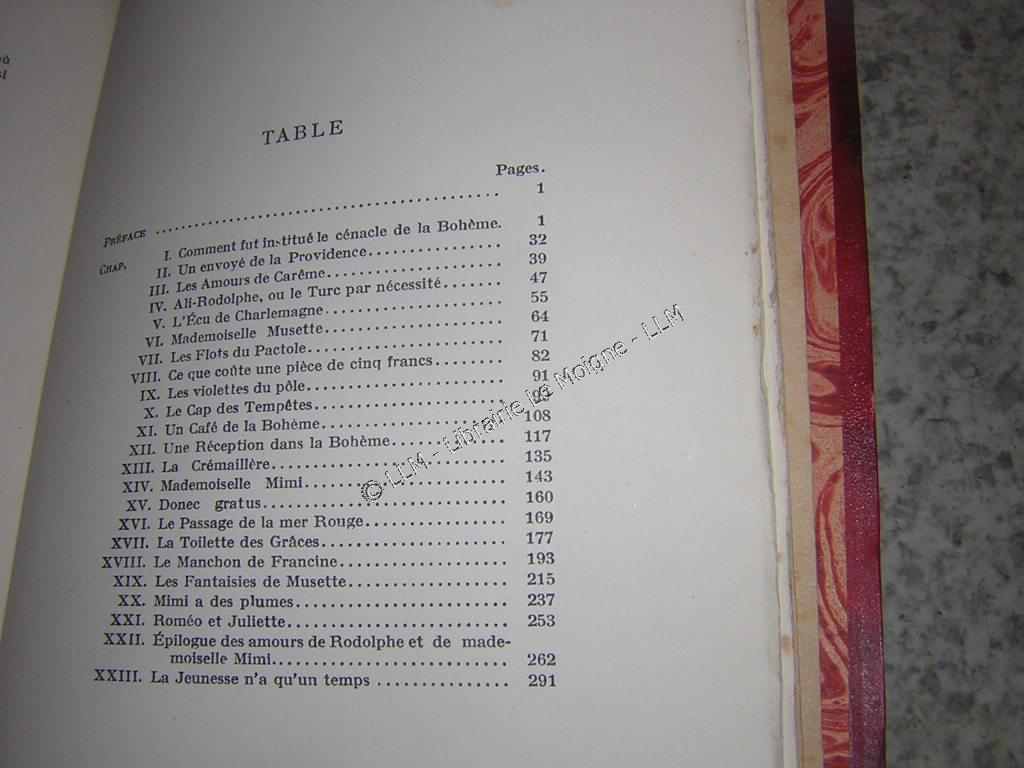 TABLE
Pages.
PRÉFACE ........ 1
CHAP. I. Comment fut institué le cénacle de la Bohème. 1
II. Un envoyé de la Providence........ 32
III. Les Amours de Carême........ 39
IV. Ali-Rodolphe, ou le Turc par nécessité....... 47
V. L'Écu de Charlemagne........ 55
VI. Mademoiselle Musette........ 64
VII. Les Flots du Pactole........ 71
VIII. Ce que coûte une pièce de cinq francs........ 82
IX. Les violettes du pôle........ 91
X. Le Cap des Tempêtes........
XI. Un Café de la Bohème........ 108
XII. Une Réception dans la Bohème........ 117
XIII. La Crémaillère........ 135
XIV. Mademoiselle Mimi........ 143
XV. Donec gratus........ 160
XVI. Le Passage de la mer Rouge........ 169
XVII. La Toilette des Grâces........ 177
XVIII. Le Manchon de Francine........ 193
XIX. Les Fantaisies de Musette........ 215
XX. Mimi a des plumes........ 237
XXI. Roméo et Juliette........ 253
XXII. Épilogue des amours de Rodolphe et de made-
moiselle Mimi........ 262
XXIII. La Jeunesse n'a qu'un temps ........ 291
© LLM - Librairie Le Moigne - LLM